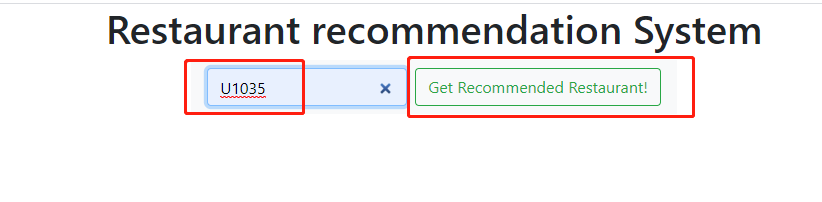 Restaurant recommendation System
U1035 × Get Recommended Restaurant!